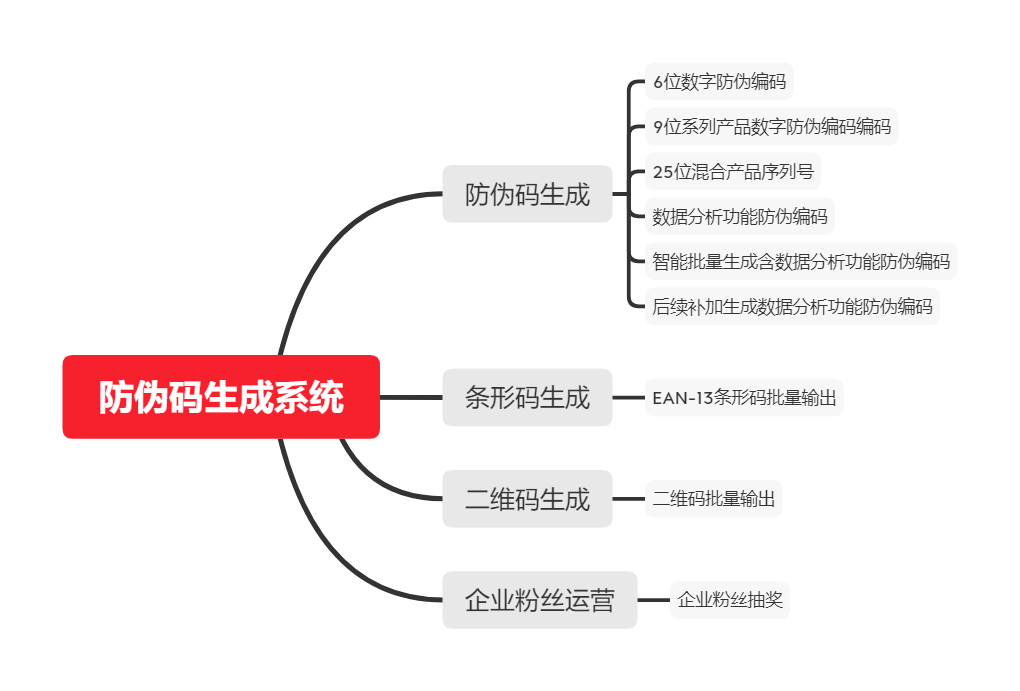 防伪码生成系统
防伪码生成
6位数字防伪编码
9位系列产品数字防伪编码编码
25位混合产品序列号
数据分析功能防伪编码
智能批量生成含数据分析功能防伪编码
后续补加生成数据分析功能防伪编码
条形码生成
EAN-13条形码批量输出
二维码生成
二维码批量输出
企业粉丝运营
企业粉丝抽奖